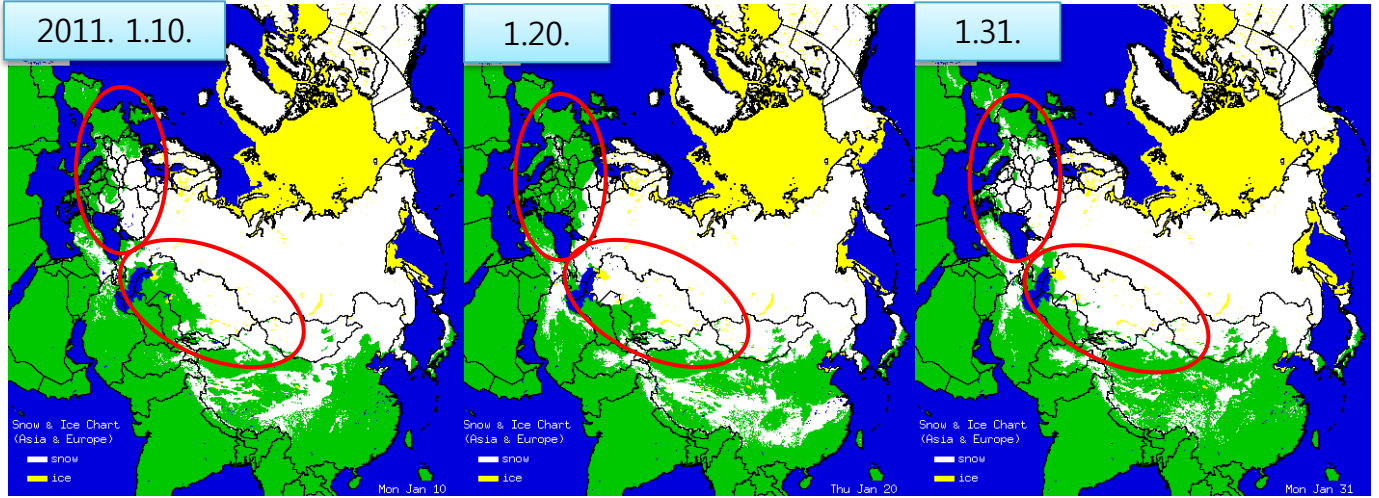 2011. 1.10.
1.20.
1.31.
Snow & Ice Chart
(Asia & Europe)
snow
ice
Mon Jan 10
Snow & Ice Chart
(Asia & Europe)
snow
ice
Thu Jan 20
Snow & Ice Chart
(Asia & Europe)
snow
ice
Mon Jan 31